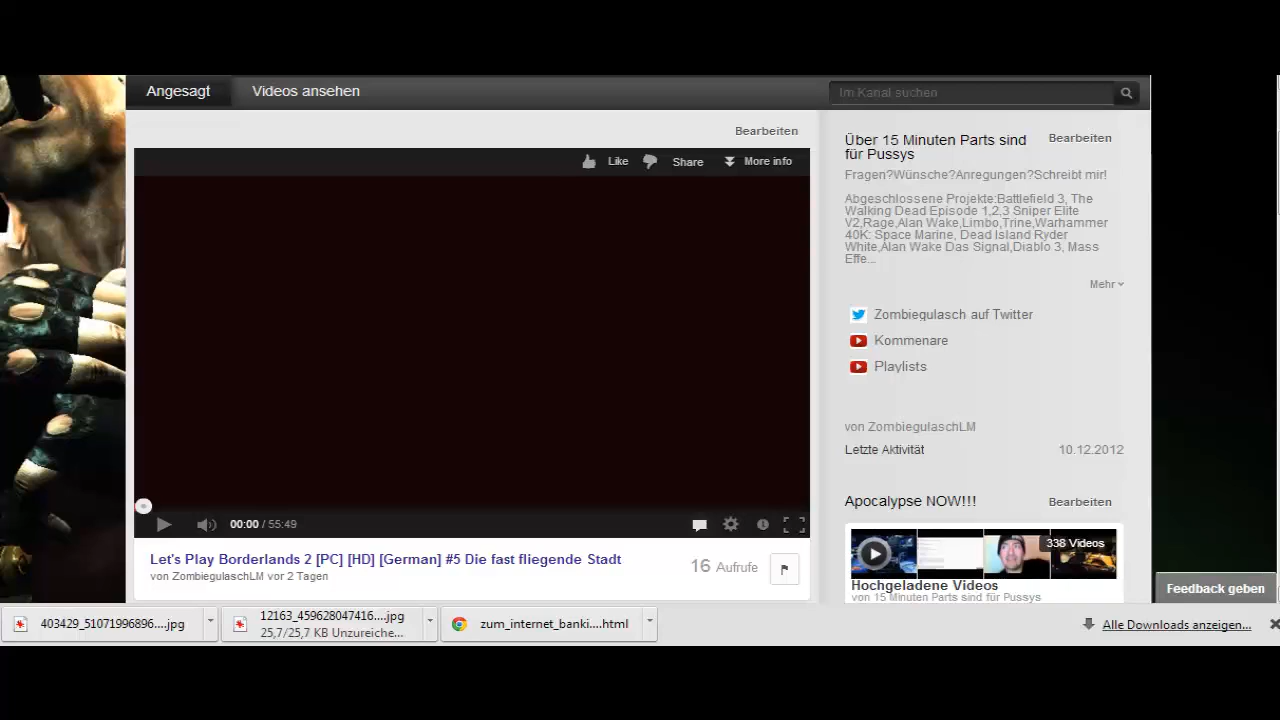 Angesagt
Videos ansehen
Im Kanal suchen
Bearbeiten
Like
Share
More info
00:00 / 55:49
Let's Play Borderlands 2 [PC] [HD] [German] #5 Die fast fliegende Stadt
von ZombiegulaschLM vor 2 Tagen
16 Aufrufe
Über 15 Minuten Parts sind
für Pussys
Bearbeiten
Fragen?Wünsche?Anregungen?Schreibt mir!
Abgeschlossene Projekte:Battlefield 3, The
Walking Dead Episode 1,2,3 Sniper Elite
V2,Rage,Alan Wake,Limbo,Trine,Warhammer
40K: Space Marine, Dead Island Ryder
White,Alan Wake Das Signal,Diablo 3, Mass
Effe...
Mehr
Zombiegulasch auf Twitter
Kommenare
Playlists
von ZombiegulaschLM
Letzte Aktivität 10.12.2012
Apocalypse NOW!!!
Bearbeiten
338 Videos
Hochgeladene Videos
von 15 Minuten Parts sind für Pussys
Feedback geben
403429_51071996896....jpg
12163_459628047416....jpg
25,7/25,7 KB Unzureiche...
zum_internet_banki....html
Alle Downloads anzeigen...